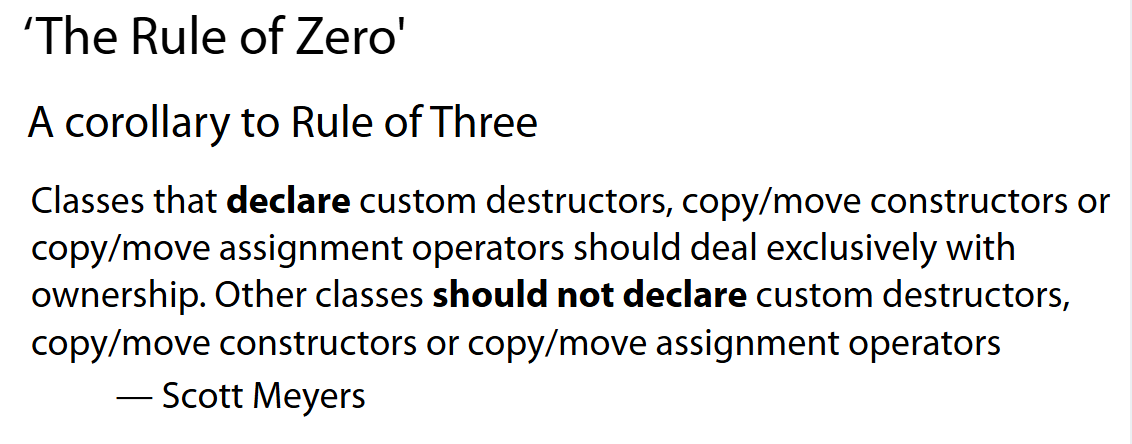 ‘The Rule of Zero'
A corollary to Rule of Three
Classes that declare custom destructors, copy/move constructors or
copy/move assignment operators should deal exclusively with
ownership. Other classes should not declare custom destructors,
copy/move constructors or copy/move assignment operators
— Scott Meyers